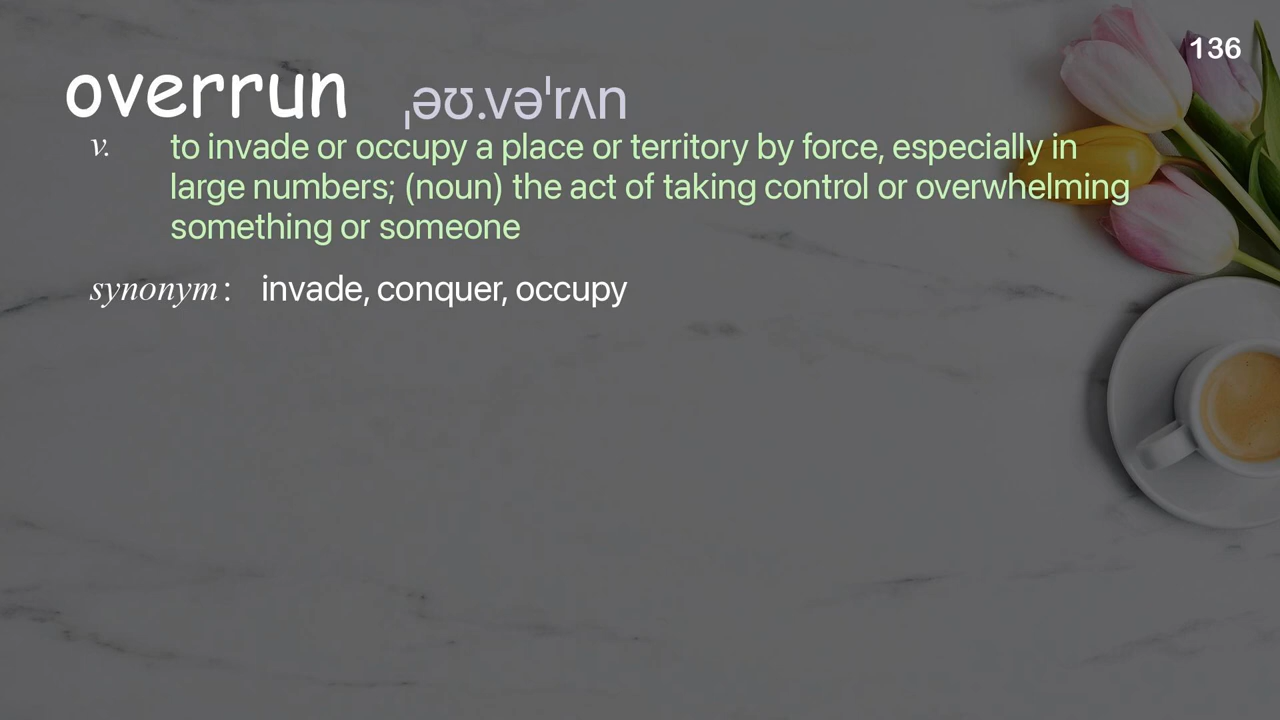 136
overrun ˌəʊ.vəˈrʌn
v. to invade or occupy a place or territory by force, especially in
large numbers; (noun) the act of taking control or overwhelming
something or someone
synonym: invade, conquer, occupy